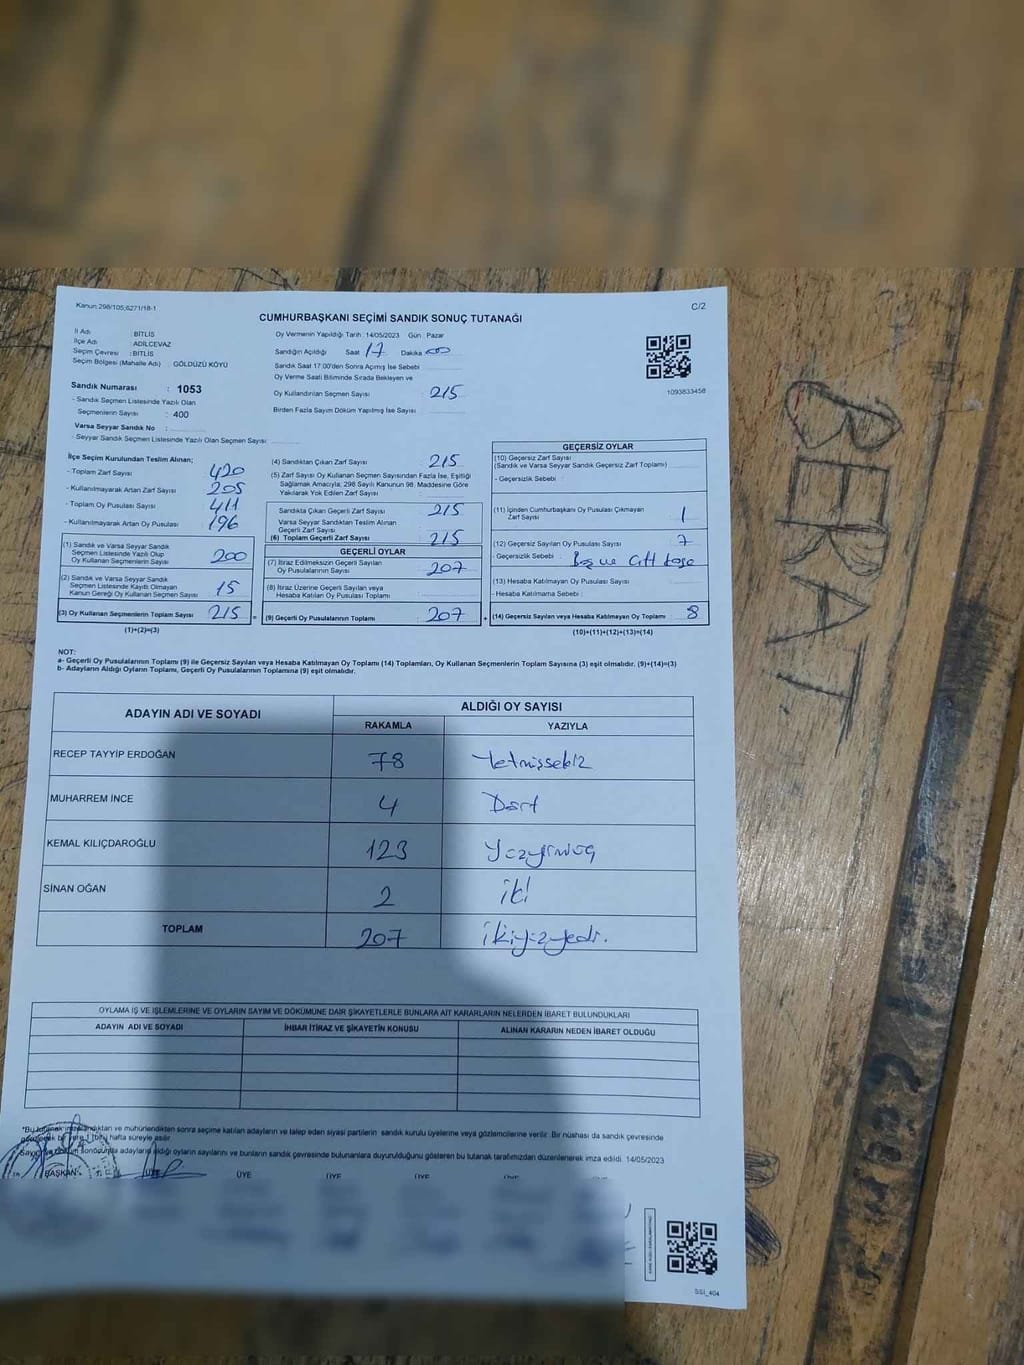 Kanun:298/105;6271/18-1
C/2
CUMHURBAŞKANI SEÇİMİ SANDIK SONUÇ TUTANAĞI
İl Adı : BİTLİS
İlçe Adı : ADİLCEVAZ
Seçim Çevresi : BİTLİS
Seçim Bölgesi (Mahalle Adı) GÖLDÜZÜ KÖYÜ
Sandık Numarası : 1053
- Sandık Seçmen Listesinde Yazılı Olan
Seçmenlerin Sayısı : 400
Varsa Seyyar Sandık No :
- Seyyar Sandık Seçmen Listesinde Yazılı Olan Seçmen Sayısı
Oy Vermenin Yapıldığı Tarih :14/05/2023 Gün : Pazar
Sandığın Açıldığı Saat 17 Dakika 00
Sandık Saat 17:00'den Sonra Açımış İse Sebebi
Oy Verme Saati Bitiminde Sırada Bekleyen ve
Oy Kullandırılan Seçmen Sayısı : 215
Birden Fazla Sayım Döküm Yapılmış İse Sayısı :
1093833458
İlçe Seçim Kurulundan Teslim Alınan;
- Toplam Zarf Sayısı 420
- Kullanılmayarak Artan Zarf Sayısı 205
- Toplam Oy Pusulası Sayısı 411
- Kullanılmayarak Artan Oy Pusulası 196
(1) Sandık ve Varsa Seyyar Sandık
Seçmen Listesinde Yazılı Olup
Oy Kullanan Seçmenlerin Sayısı 200
(2) Sandık ve Varsa Seyyar Sandık
Seçmen Listesinde Kayıtlı Olmayan
Kanun Gereği Oy Kullanan Seçmen Sayısı 15
(3) Oy Kullanan Seçmenlerin Toplam Sayısı 215 =
(1)+(2)=(3)
(4) Sandıktan Çıkan Zarf Sayısı : 215
(5) Zarf Sayısı Oy Kullanan Seçmen Sayısından Fazla İse, Eşitliği
Sağlamak Amacıyla, 298 Sayılı Kanunun 98. Maddesine Göre
Yakılarak Yok Edilen Zarf Sayısı :
Sandıkta Çıkan Geçerli Zarf Sayısı : 215
Varsa Seyyar Sandıktan Teslim Alınan
Geçerli Zarf Sayısı :
(6) Toplam Geçerli Zarf Sayısı : 215
GEÇERLİ OYLAR
(7) İtiraz Edilmeksizin Geçerli Sayılan
Oy Pusulalarının Sayısı : 207
(8) İtiraz Üzerine Geçerli Sayılan veya
Hesaba Katılan Oy Pusulası Toplamı :
(9) Geçerli Oy Pusulalarının Toplamı : 207 +
GEÇERSİZ OYLAR
(10) Geçersiz Zarf Sayısı
(Sandık ve Varsa Seyyar Sandık Geçersiz Zarf Toplamı)
- Geçersizlik Sebebi :
(11) İçinden Cumhurbaşkanı Oy Pusulası Çıkmayan
Zarf Sayısı 1
(12) Geçersiz Sayılan Oy Pusulası Sayısı : 7
- Geçersizlik Sebebi : Boş ve Çift
(13) Hesaba Katılmayan Oy Pusulası Sayısı :
- Hesaba Katılmama Sebebi :
(14) Geçersiz Sayılan veya Hesaba Katılmayan Oy Toplamı : 8
(10)+(11)+(12)+(13)=(14)
NOT:
a- Geçerli Oy Pusulalarının Toplamı (9) ile Geçersiz Sayılan veya Hesaba Katılmayan Oy Toplamı (14) Toplamları, Oy Kullanan Seçmenlerin Toplam Sayısına (3) eşit olmalıdır. (9)+(14)=(3)
b- Adayların Aldığı Oyların Toplamı, Geçerli Oy Pusulalarının Toplamına (9) eşit olmalıdır.
ADAYIN ADI VE SOYADI
ALDIĞI OY SAYISI
RAKAMLA YAZIYLA
RECEP TAYYİP ERDOĞAN 78 Yetmişsekiz
MUHARREM İNCE 4 Dört
KEMAL KILIÇDAROĞLU 123 Yüzyirmiüç
SİNAN OĞAN 2 iki
TOPLAM 207 ikiyüzyedi.
OYLAMA İŞ VE İŞLEMLERİNE VE OYLARIN SAYIM VE DÖKÜMÜNE DAİR ŞİKAYETLERLE BUNLARA AİT KARARLARIN NELERDEN İBARET BULUNDUKLARI
ADAYIN ADI VE SOYADI İHBAR İTİRAZ VE ŞİKAYETİN KONUSU ALINAN KARARIN NEDEN İBARET OLDUĞU
*Bu tutanak imzalandıktan ve mühürlendikten sonra seçime katılan adayların ve talep eden siyasi partilerin sandık kurulu üyelerine veya gözlemcilerine verilir. Bir nüshası da sandık çevresinde
bir yere 1 (bir) hafta süreyle asılır.
Sayım ve döküm sonucunda adayların aldığı oyların sayılarını ve bunların sandık çevresinde bulunanlara duyurulduğunu gösteren bu tutanak tarafımızdan düzenlenerek imza edildi. 14/05/2023
BAŞKAN ÜYE ÜYE ÜYE ÜYE ÜYE ÜYE
SSI_404
BERAT